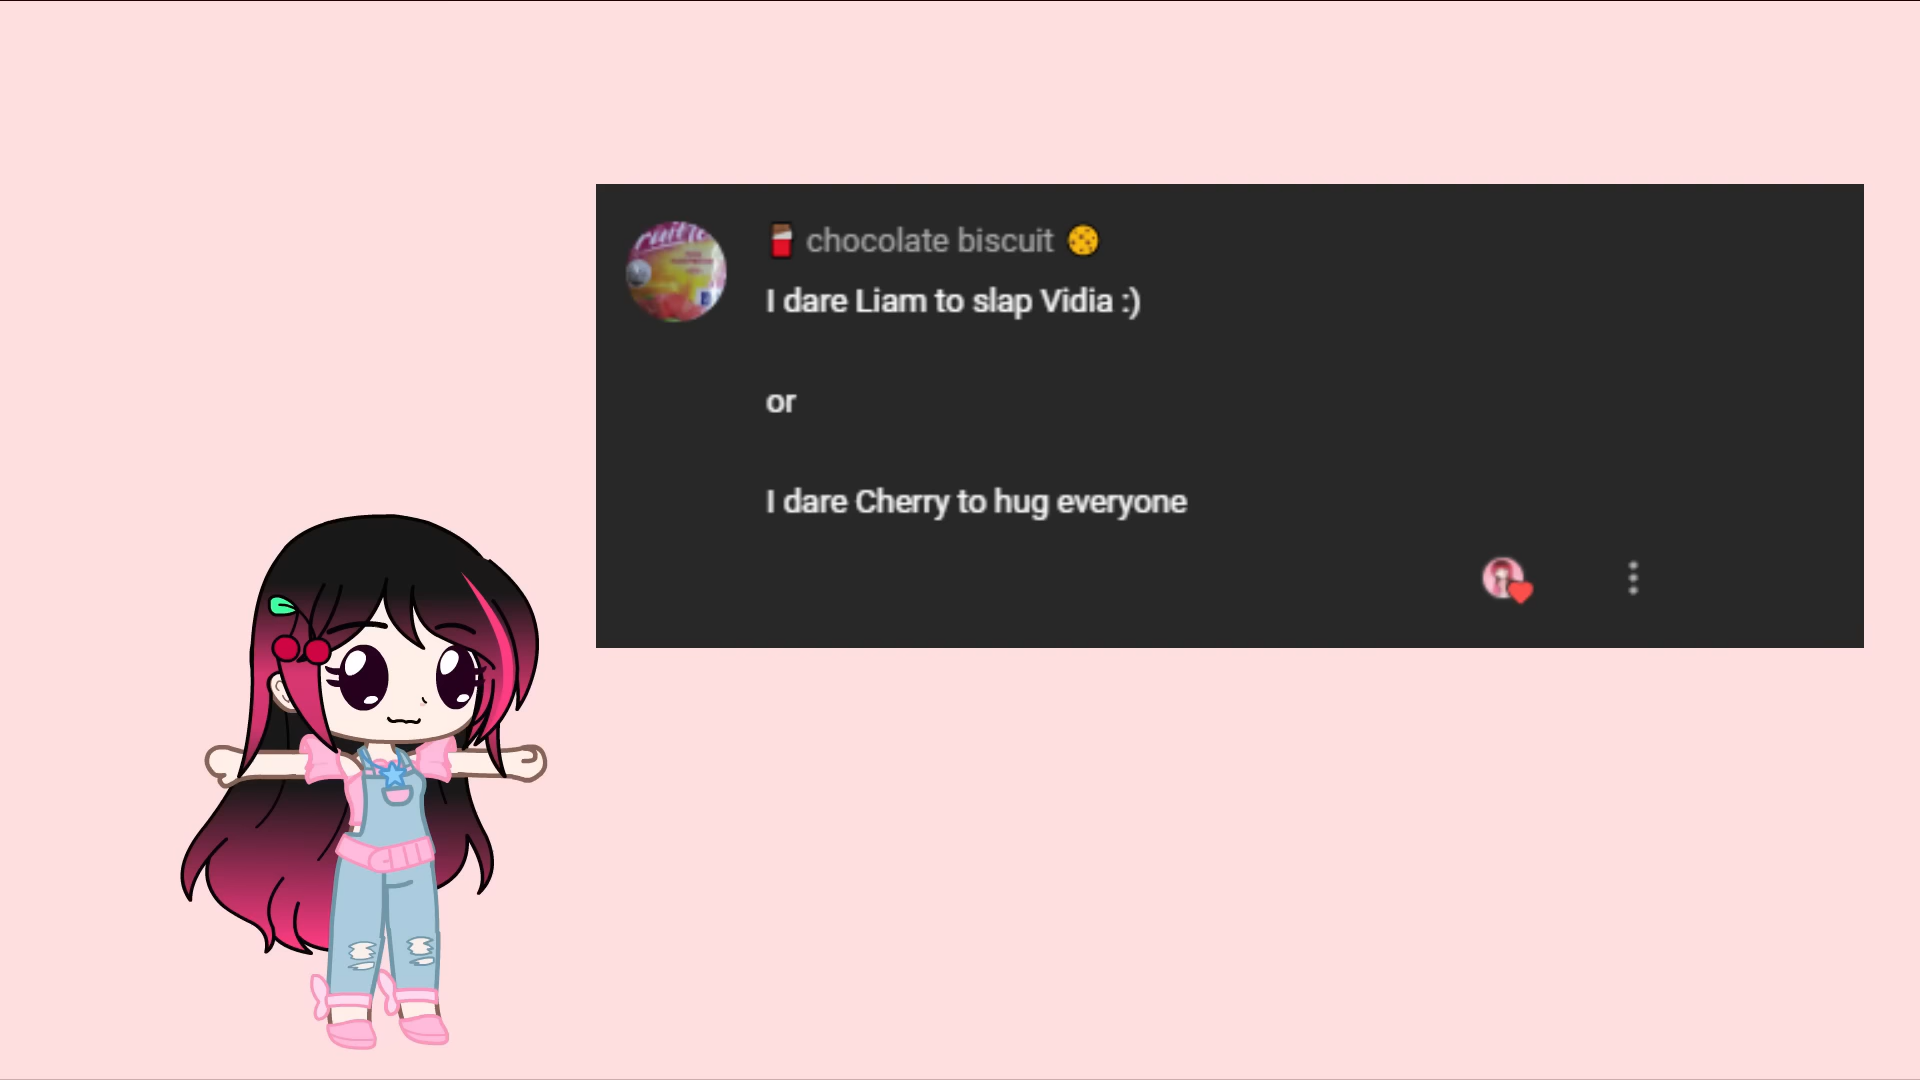 🍫 chocolate biscuit 🍪
I dare Liam to slap Vidia :)
or
I dare Cherry to hug everyone